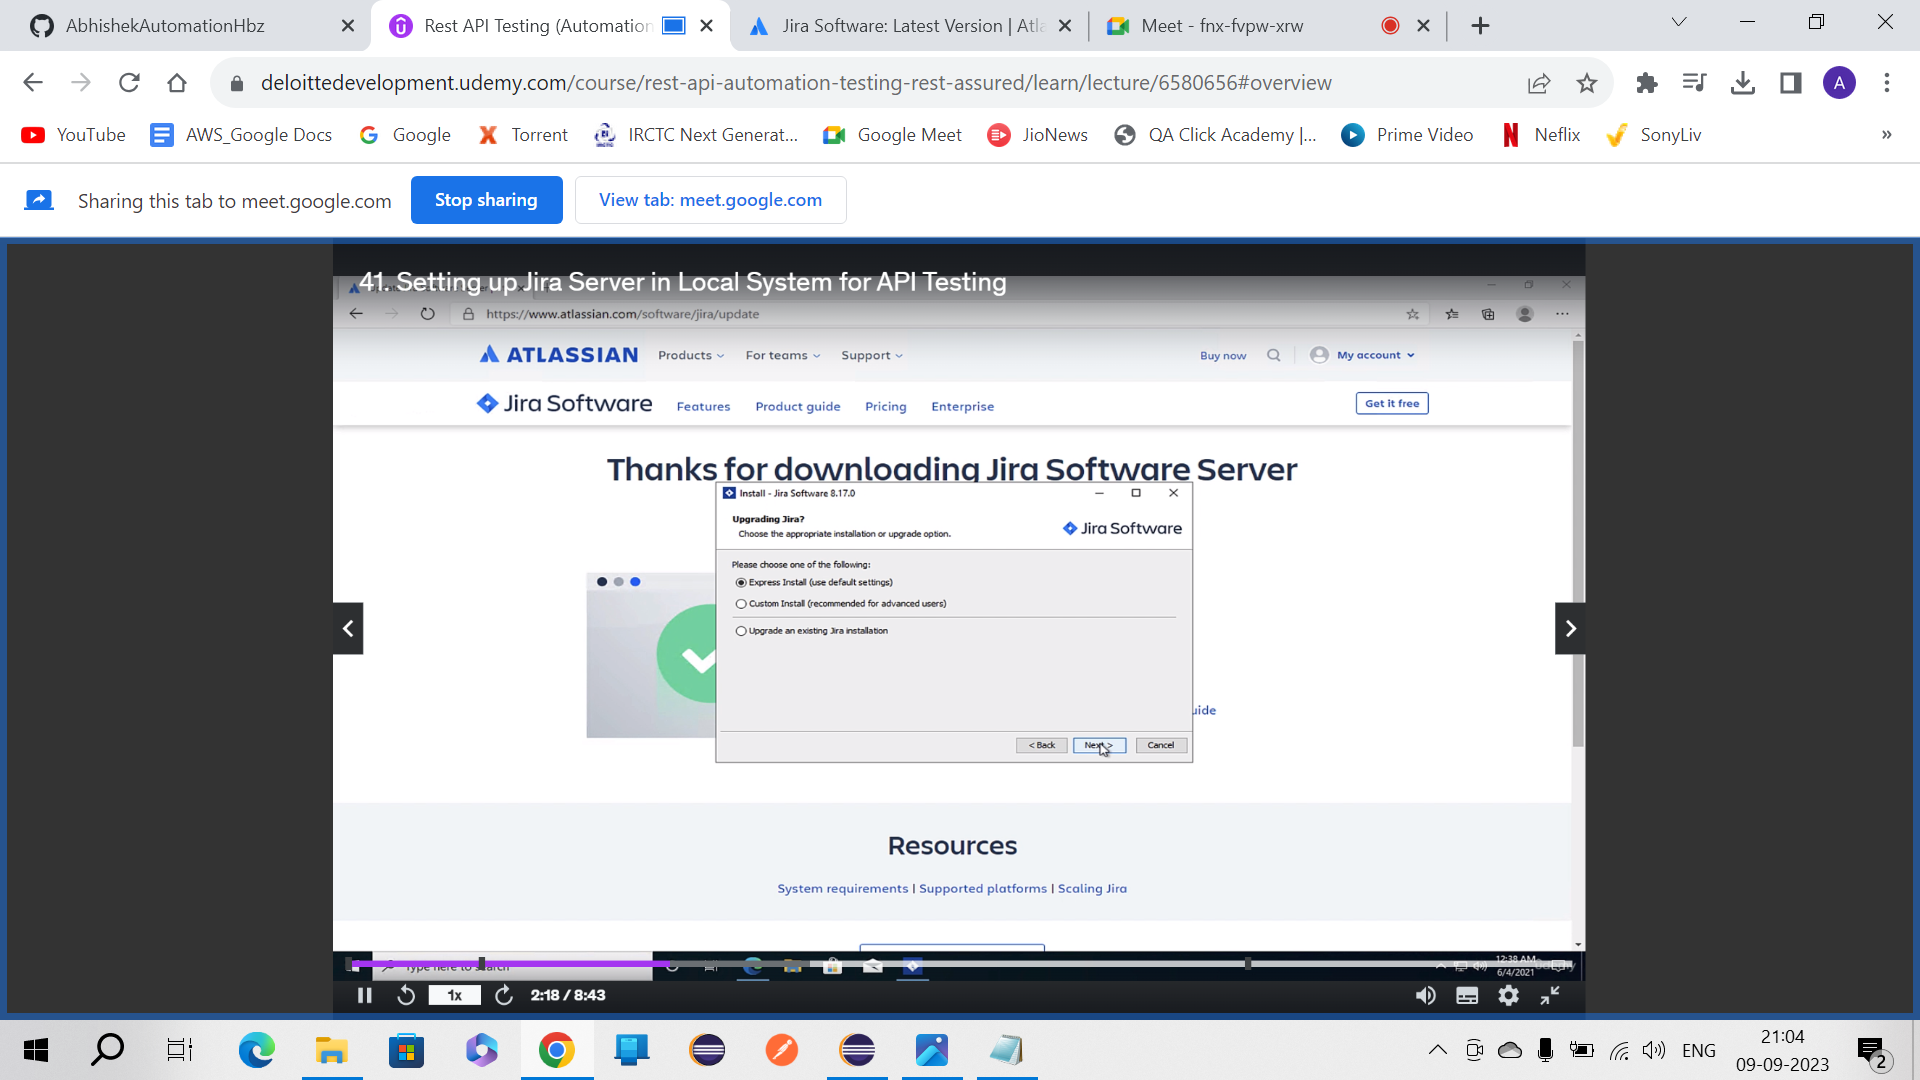 AbhishekAutomationHbz
Rest API Testing (Automation
Jira Software: Latest Version | Atla
Meet - fnx-fvpw-xrw
deloittedevelopment.udemy.com/course/rest-api-automation-testing-rest-assured/learn/lecture/6580656#overview
A
YouTube
AWS_Google Docs
Google
Torrent
IRCTC Next Generat...
Google Meet
JioNews
QA Click Academy |...
Prime Video
Neflix
SonyLiv
Sharing this tab to meet.google.com
Stop sharing
View tab: meet.google.com
41. Setting up Jira Server in Local System for API Testing
https://www.atlassian.com/software/jira/update
ATLASSIAN
Products
For teams
Support
Buy now
My account
Jira Software
Features
Product guide
Pricing
Enterprise
Get it free
Thanks for downloading Jira Software Server
Install - Jira Software 8.17.0
Upgrading Jira?
Choose the appropriate installation or upgrade option.
Jira Software
Please choose one of the following:
Express Install (use default settings)
Custom Install (recommended for advanced users)
Upgrade an existing Jira installation
uide
< Back
Next >
Cancel
Resources
System requirements | Supported platforms | Scaling Jira
Type here to search
12:38 AM
6/4/2021
1x
2:18 / 8:43
ENG
21:04
09-09-2023
2